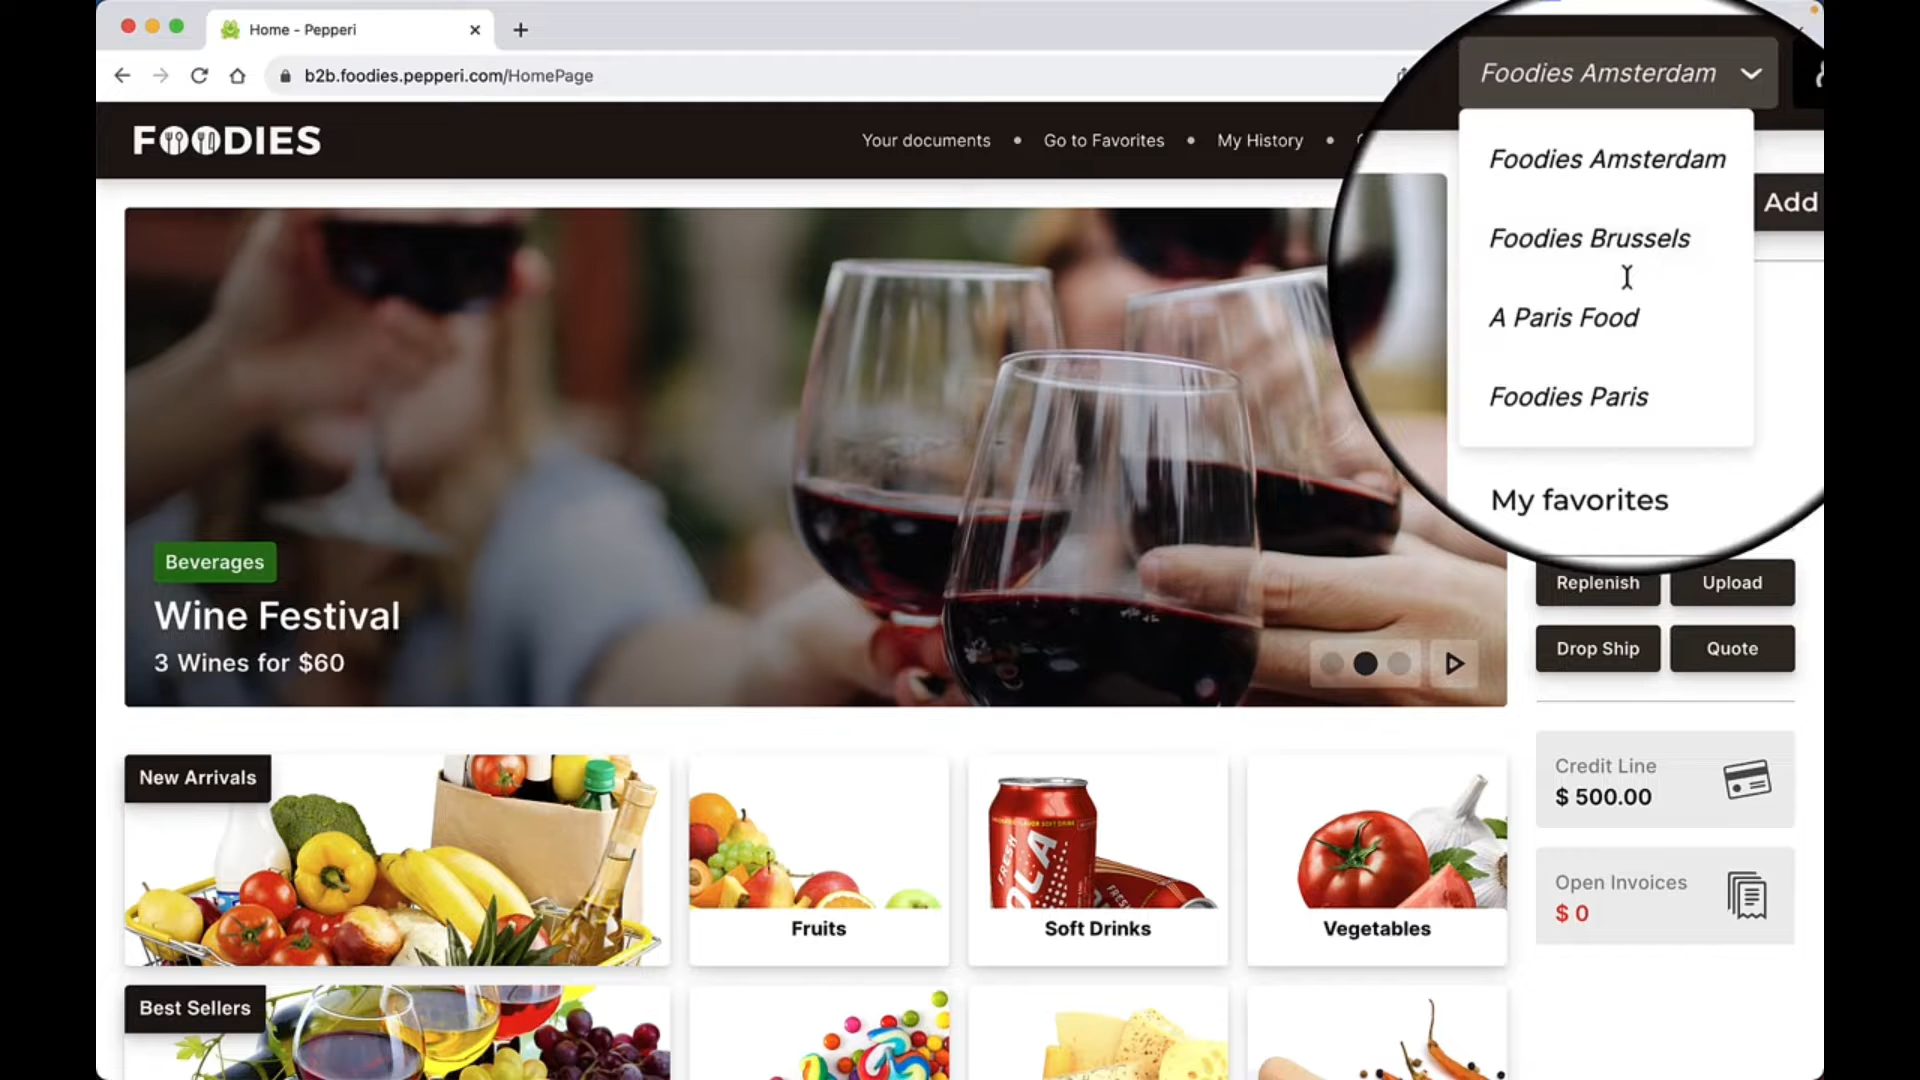 Home - Pepperi
b2b.foodies.pepperi.com/HomePage
Foodies Amsterdam
FOODIES
Your documents • Go to Favorites • My History •
Foodies Amsterdam
Foodies Brussels
A Paris Food
Foodies Paris
Add
My favorites
Beverages
Wine Festival
3 Wines for $60
Replenish
Upload
Drop Ship
Quote
Credit Line
$ 500.00
Open Invoices
$ 0
New Arrivals
Fruits
FRESH
Soft Drinks
Vegetables
Best Sellers